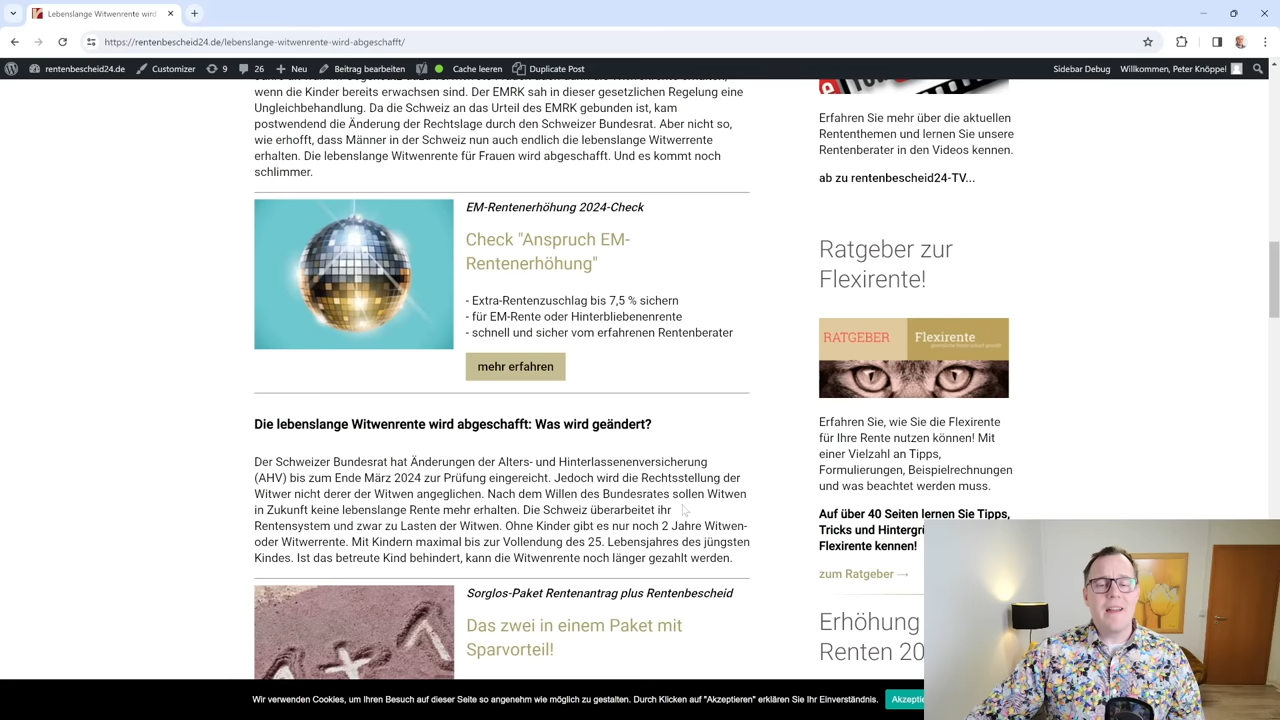 Lebenslange Witwenrente wird
https://rentenbescheid24.de/lebenslange-witwenrente-wird-abgeschafft/
rentenbescheid24.de Customizer 9 26 Neu Beitrag bearbeiten Cache leeren Duplicate Post Sidebar Debug Willkommen, Peter Knöppel
wenn die Kinder bereits erwachsen sind. Der EMRK sah in dieser gesetzlichen Regelung eine
Ungleichbehandlung. Da die Schweiz an das Urteil des EMRK gebunden ist, kam
postwendend die Änderung der Rechtslage durch den Schweizer Bundesrat. Aber nicht so,
wie erhofft, dass Männer in der Schweiz nun auch endlich die lebenslange Witwerrente
erhalten. Die lebenslange Witwenrente für Frauen wird abgeschafft. Und es kommt noch
schlimmer.
EM-Rentenerhöhung 2024-Check
Check "Anspruch EM-
Rentenerhöhung"
- Extra-Rentenzuschlag bis 7,5 % sichern
- für EM-Rente oder Hinterbliebenenrente
- schnell und sicher vom erfahrenen Rentenberater
mehr erfahren
Die lebenslange Witwenrente wird abgeschafft: Was wird geändert?
Der Schweizer Bundesrat hat Änderungen der Alters- und Hinterlassenenversicherung
(AHV) bis zum Ende März 2024 zur Prüfung eingereicht. Jedoch wird die Rechtsstellung der
Witwer nicht derer der Witwen angeglichen. Nach dem Willen des Bundesrates sollen Witwen
in Zukunft keine lebenslange Rente mehr erhalten. Die Schweiz überarbeitet ihr
Rentensystem und zwar zu Lasten der Witwen. Ohne Kinder gibt es nur noch 2 Jahre Witwen-
oder Witwerrente. Mit Kindern maximal bis zur Vollendung des 25. Lebensjahres des jüngsten
Kindes. Ist das betreute Kind behindert, kann die Witwenrente noch länger gezahlt werden.
Sorglos-Paket Rentenantrag plus Rentenbescheid
Das zwei in einem Paket mit
Sparvorteil!
Erfahren Sie mehr über die aktuellen
Rententhemen und lernen Sie unsere
Rentenberater in den Videos kennen.
ab zu rentenbescheid24-TV...
Ratgeber zur
Flexirente!
RATGEBER Flexirente
Erfahren Sie, wie Sie die Flexirente
für Ihre Rente nutzen können! Mit
einer Vielzahl an Tipps,
Formulierungen, Beispielrechnungen
und was beachtet werden muss.
Auf über 40 Seiten lernen Sie Tipps,
Tricks und Hintergrü
Flexirente kennen!
zum Ratgeber →
Erhöhung
Renten 20
Wir verwenden Cookies, um Ihren Besuch auf dieser Seite so angenehm wie möglich zu gestalten. Durch Klicken auf "Akzeptieren" erklären Sie Ihr Einverständnis. Akzeptie